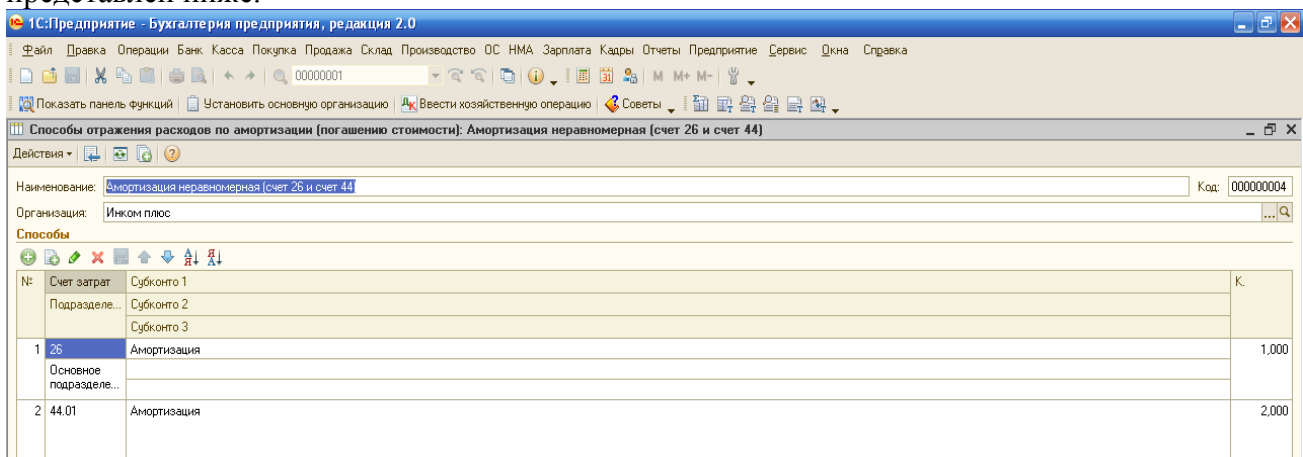 представлен ниже.
1С:Предприятие - Бухгалтерия предприятия, редакция 2.0
Файл Правка Операции Банк Касса Покупка Продажа Склад Производство ОС НМА Зарплата Кадры Отчеты Предприятие Сервис Окна Справка
00000001 31 M M+ M-
Показать панель функций Установить основную организацию Ввести хозяйственную операцию Советы
Способы отражения расходов по амортизации (погашению стоимости): Амортизация неравномерная (счет 26 и счет 44)
Действия
Наименование: Амортизация неравномерная (счет 26 и счет 44) Код: 000000004
Организация: Инком плюс ...
Способы
№ Счет затрат Субконто 1 К.
Подразделе... Субконто 2
Субконто 3
1 26 Амортизация 1,000
Основное
подразделе...
2 44.01 Амортизация 2,000